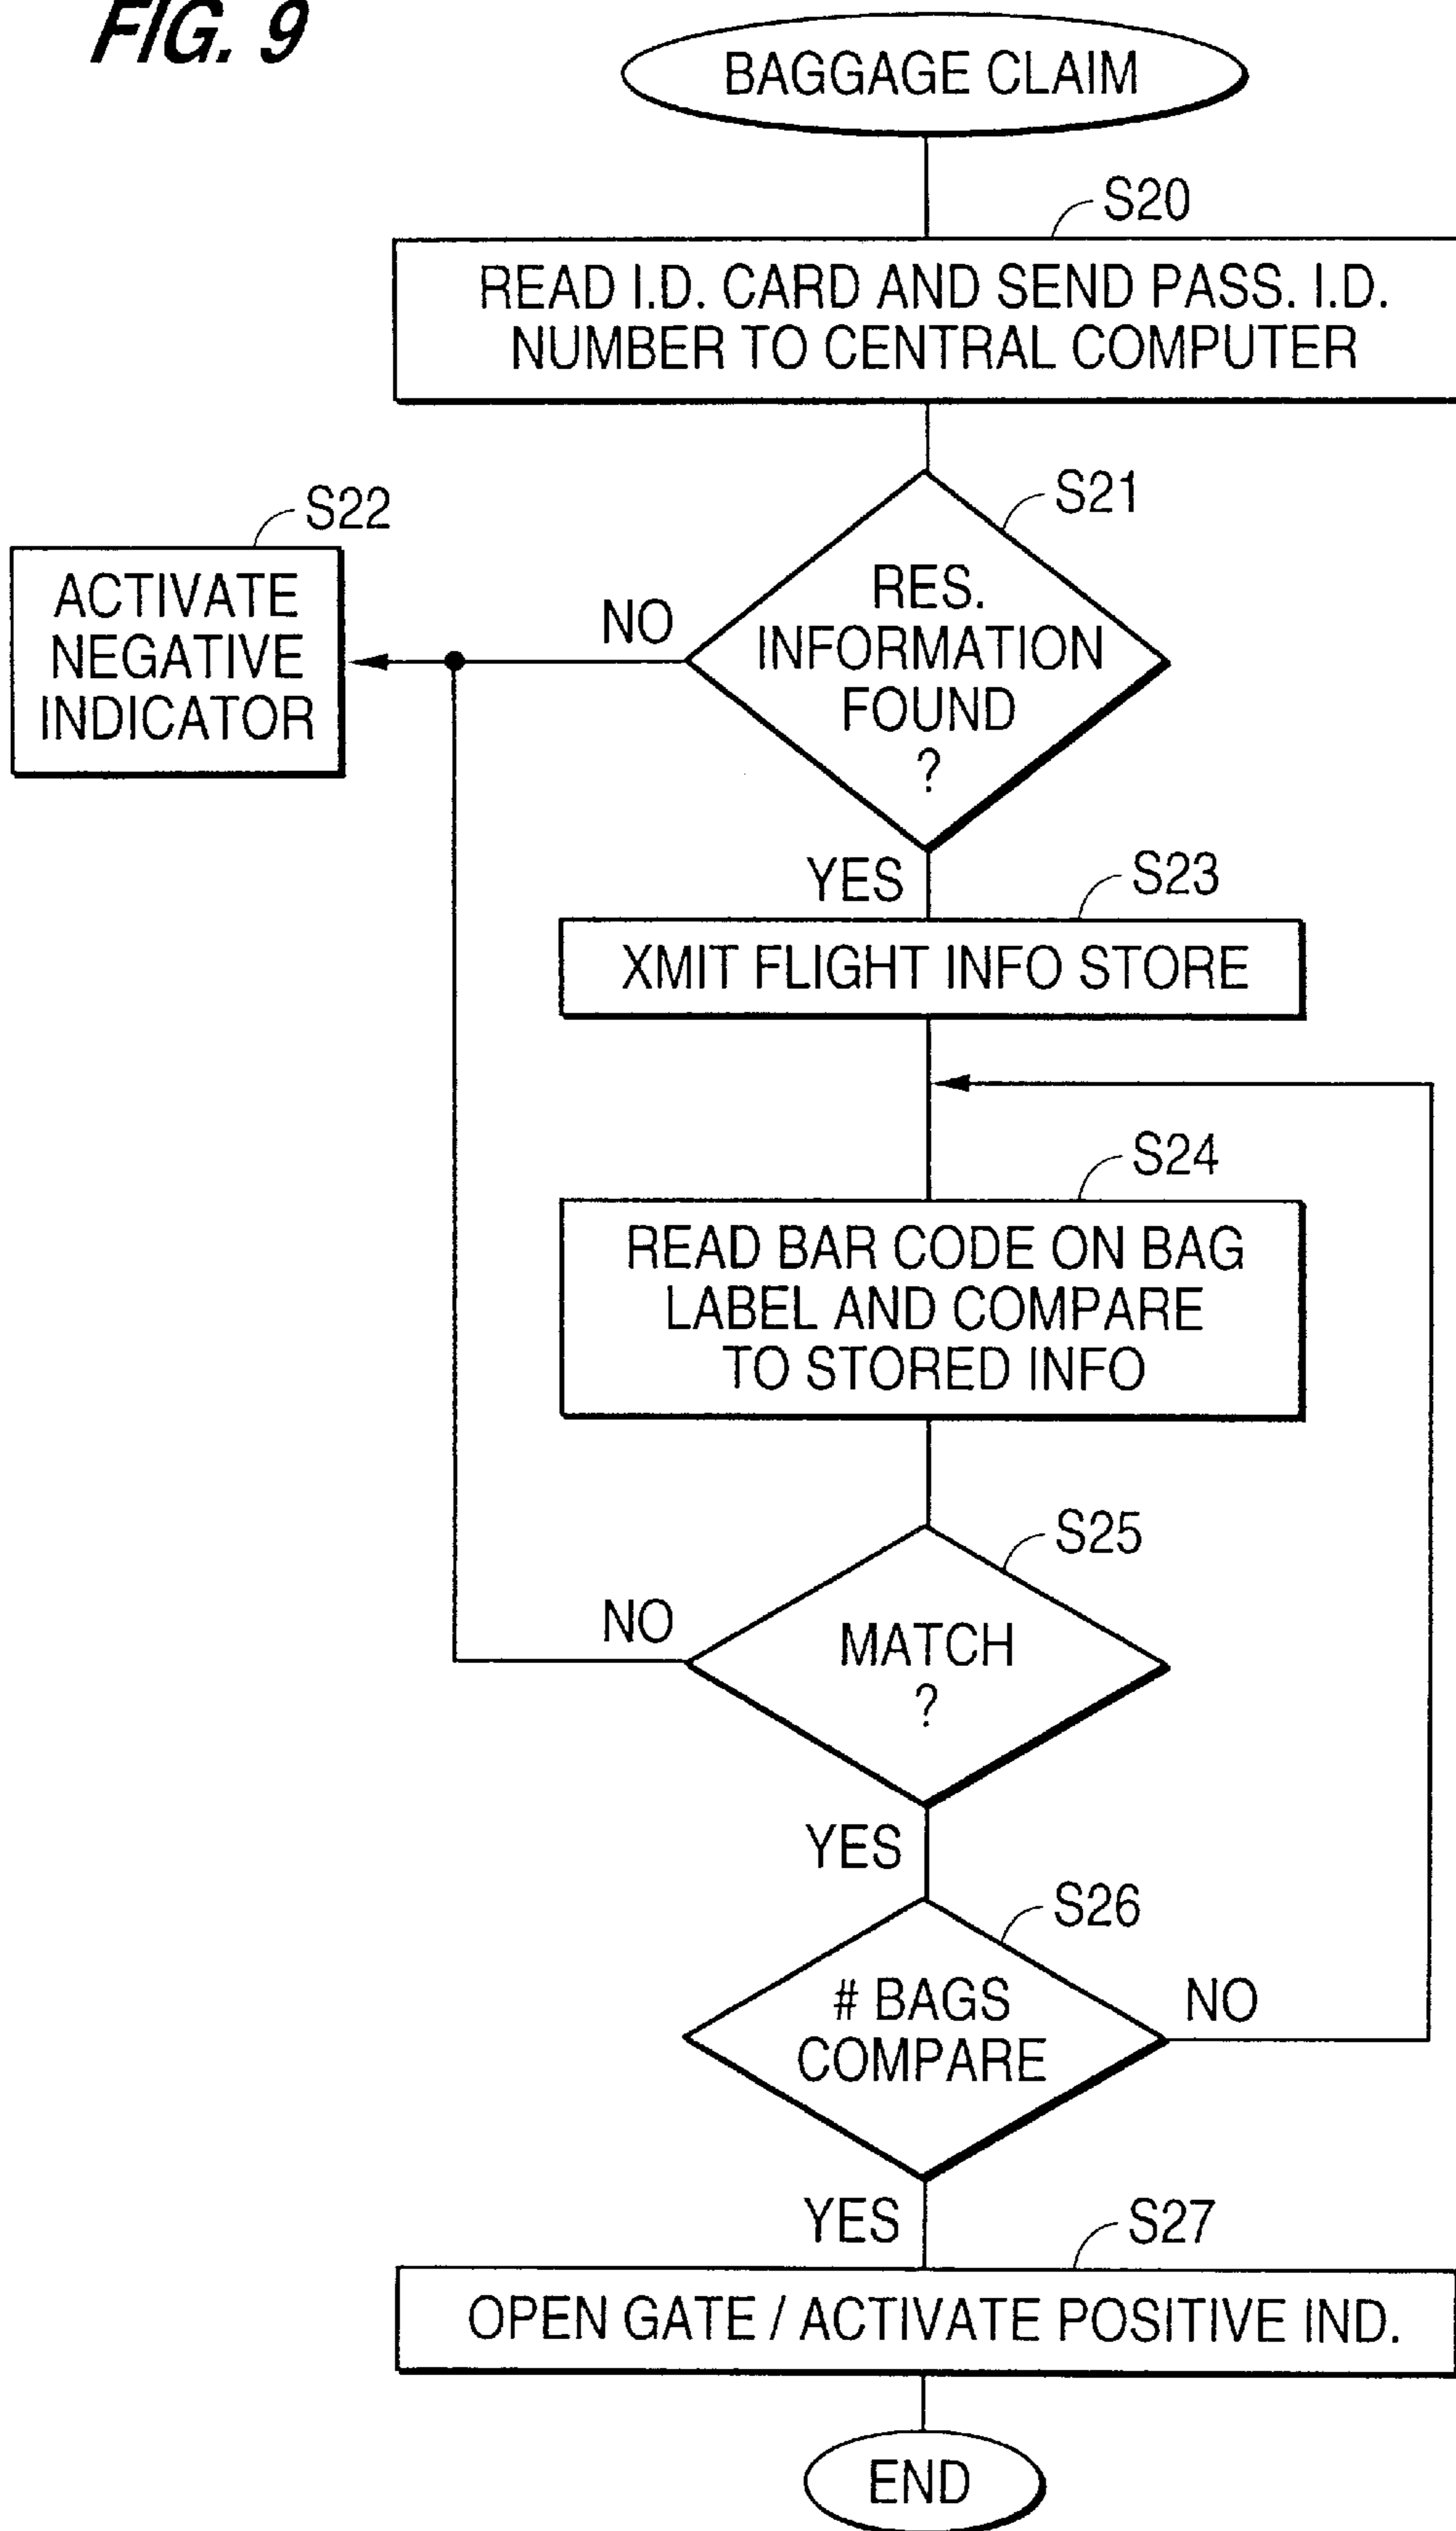 FIG. 9
BAGGAGE CLAIM
S20
READ I.D. CARD AND SEND PASS. I.D.
NUMBER TO CENTRAL COMPUTER
S21
RES.
INFORMATION
FOUND
?
NO
S22
ACTIVATE
NEGATIVE
INDICATOR
YES
S23
XMIT FLIGHT INFO STORE
S24
READ BAR CODE ON BAG
LABEL AND COMPARE
TO STORED INFO
S25
MATCH
?
NO
YES
S26
# BAGS
COMPARE
NO
YES
S27
OPEN GATE / ACTIVATE POSITIVE IND.
END